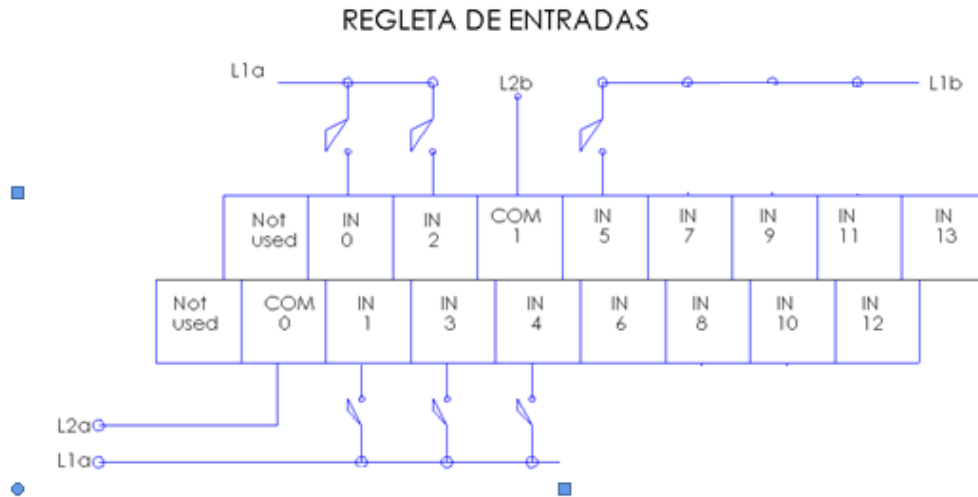 REGLETA DE ENTRADAS
L1a
L2b
L1b
Not used
IN 0
IN 2
COM 1
IN 5
IN 7
IN 9
IN 11
IN 13
Not used
COM 0
IN 1
IN 3
IN 4
IN 6
IN 8
IN 10
IN 12
L2a
L1a